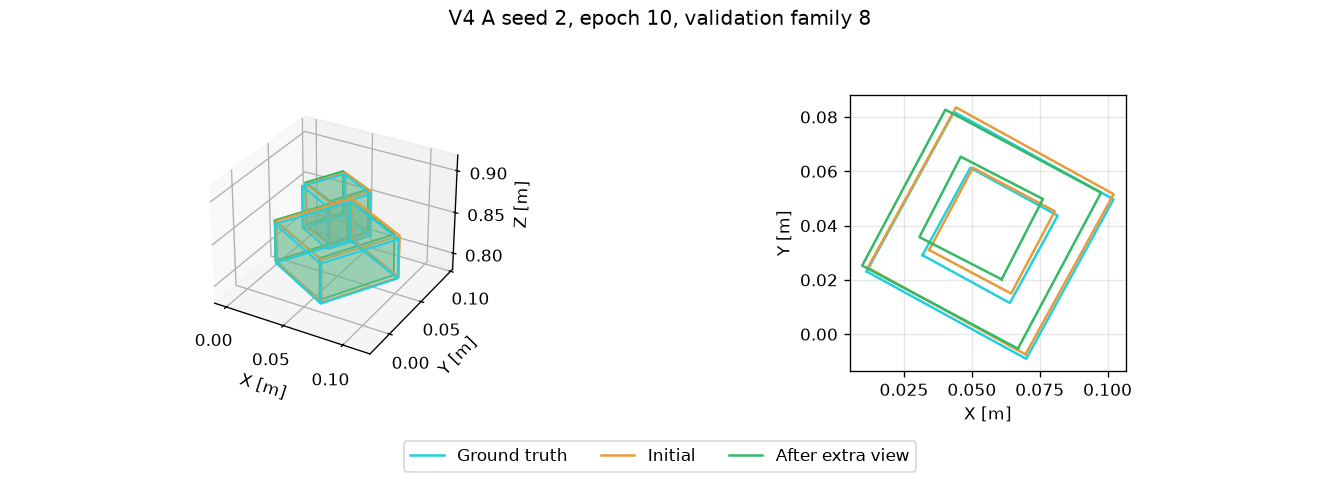 V4 A seed 2, epoch 10, validation family 8
0.90
0.85
0.80
Z [m]
0.10
0.05
0.00
Y [m]
0.00
0.05
0.10
X [m]
0.08
0.06
0.04
0.02
0.00
Y [m]
0.025 0.050 0.075 0.100
X [m]
Ground truth Initial After extra view